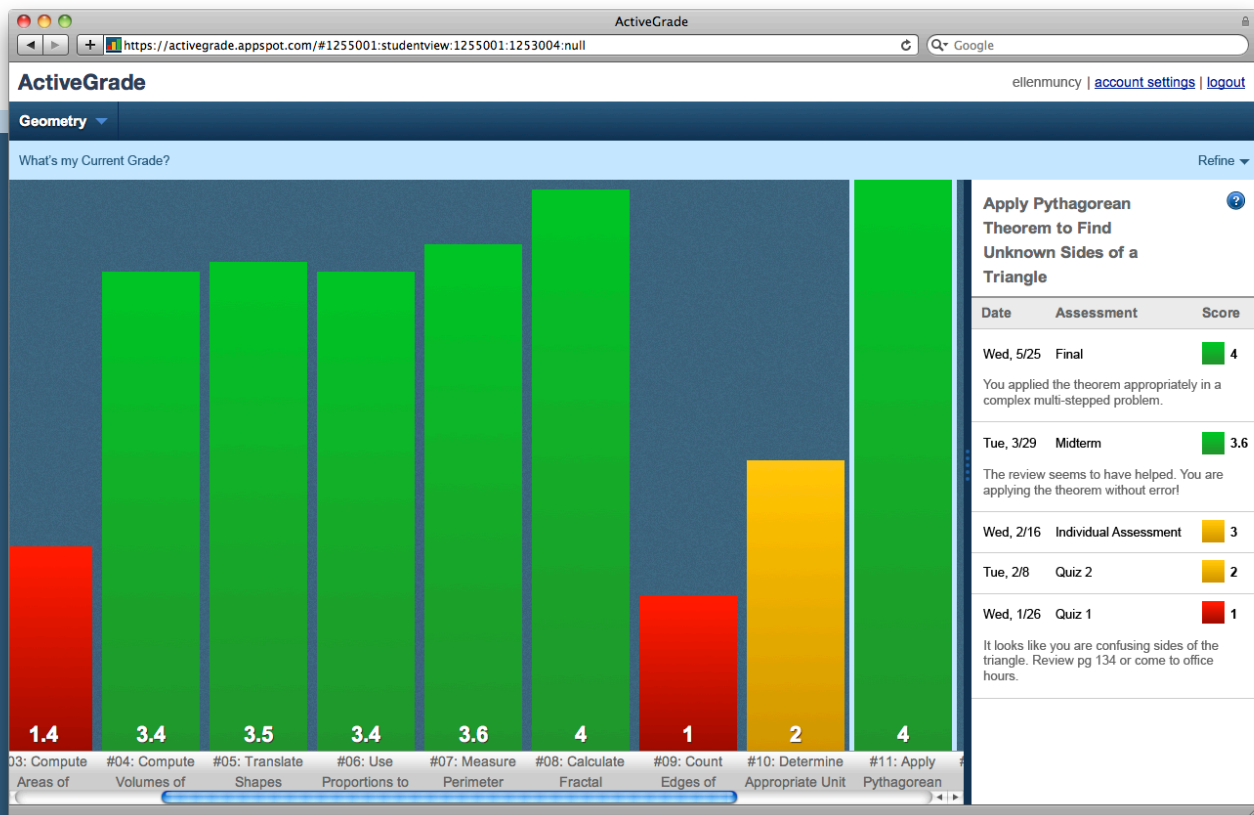 ActiveGrade
https://activegrade.appspot.com/#1255001:studentview:1255001:1253004:null
Google
ActiveGrade
ellenmuncy | account settings | logout
Geometry
What's my Current Grade?
Refine
1.4
3.4
3.5
3.4
3.6
4
1
2
4
03: Compute
Areas of
#04: Compute
Volumes of
#05: Translate
Shapes
#06: Use
Proportions to
#07: Measure
Perimeter
#08: Calculate
Fractal
#09: Count
Edges of
#10: Determine
Appropriate Unit
#11: Apply
Pythagorean
Apply Pythagorean
Theorem to Find
Unknown Sides of a
Triangle
?
Date Assessment Score
Wed, 5/25 Final 4
You applied the theorem appropriately in a
complex multi-stepped problem.
Tue, 3/29 Midterm 3.6
The review seems to have helped. You are
applying the theorem without error!
Wed, 2/16 Individual Assessment 3
Tue, 2/8 Quiz 2 2
Wed, 1/26 Quiz 1 1
It looks like you are confusing sides of the
triangle. Review pg 134 or come to office
hours.